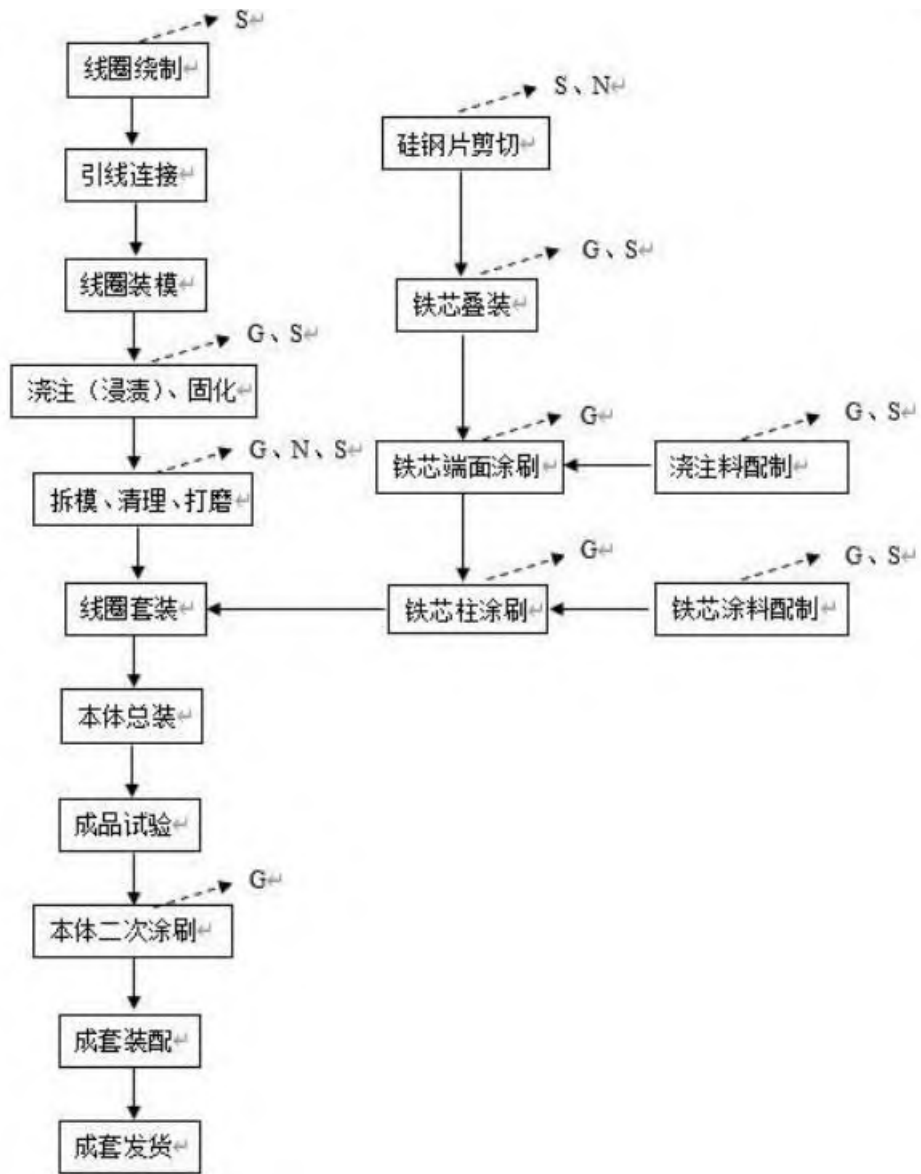 S
线圈绕制
S、N
硅钢片剪切
引线连接
G、S
线圈装模
铁芯叠装
G、S
浇注（浸渍）、固化
G
G、S
G、N、S
铁芯端面涂刷
浇注料配制
拆模、清理、打磨
G
G、S
线圈套装
铁芯柱涂刷
铁芯涂料配制
本体总装
成品试验
G
本体二次涂刷
成套装配
成套发货